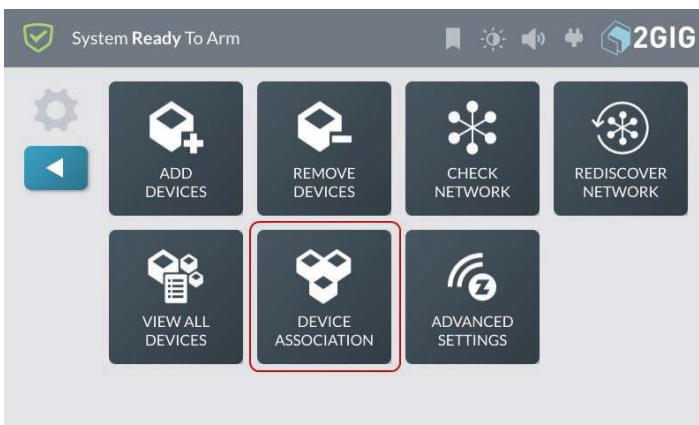 System Ready To Arm
2GIG
ADD
DEVICES
REMOVE
DEVICES
CHECK
NETWORK
REDISCOVER
NETWORK
VIEW ALL
DEVICES
DEVICE
ASSOCIATION
Z
ADVANCED
SETTINGS